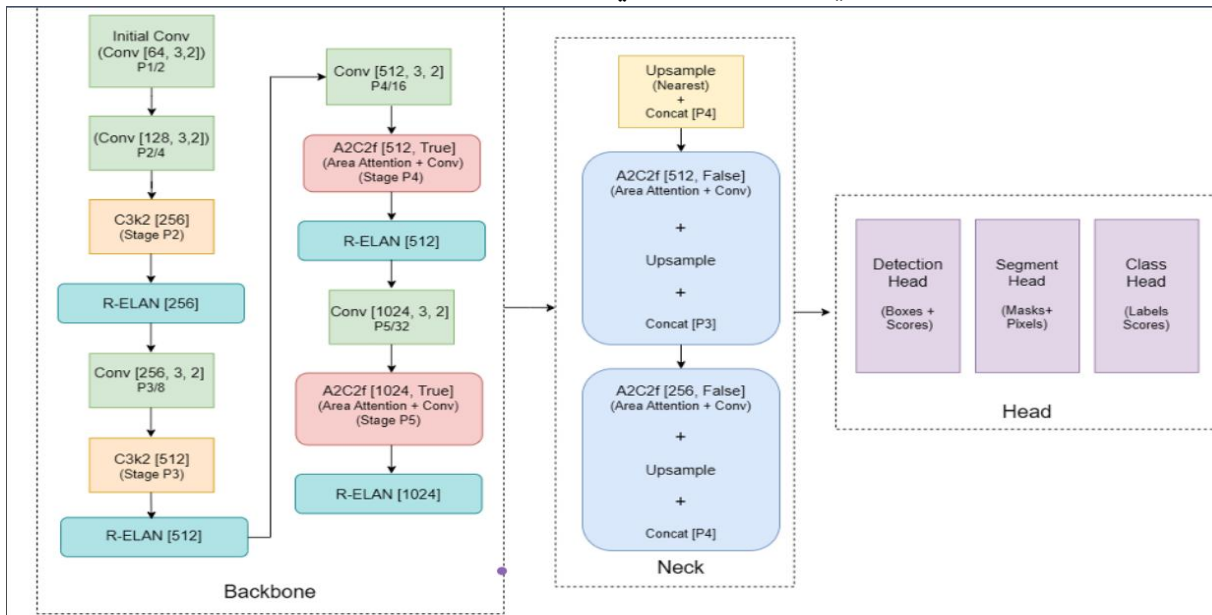 Initial Conv
(Conv [64, 3,2])
P1/2
(Conv [128, 3,2])
P2/4
C3k2 [256]
(Stage P2)
R-ELAN [256]
Conv [256, 3, 2]
P3/8
C3k2 [512]
(Stage P3)
R-ELAN [512]
Conv [512, 3, 2]
P4/16
A2C2f [512, True]
(Area Attention + Conv)
(Stage P4)
R-ELAN [512]
Conv [1024, 3, 2]
P5/32
A2C2f [1024, True]
(Area Attention + Conv)
(Stage P5)
R-ELAN [1024]
Backbone
Upsample
(Nearest)
+
Concat [P4]
A2C2f [512, False]
(Area Attention + Conv)
+
Upsample
+
Concat [P3]
A2C2f [256, False]
(Area Attention + Conv)
+
Upsample
+
Concat [P4]
Neck
Detection
Head
(Boxes +
Scores)
Segment
Head
(Masks+
Pixels)
Class
Head
(Labels
Scores)
Head